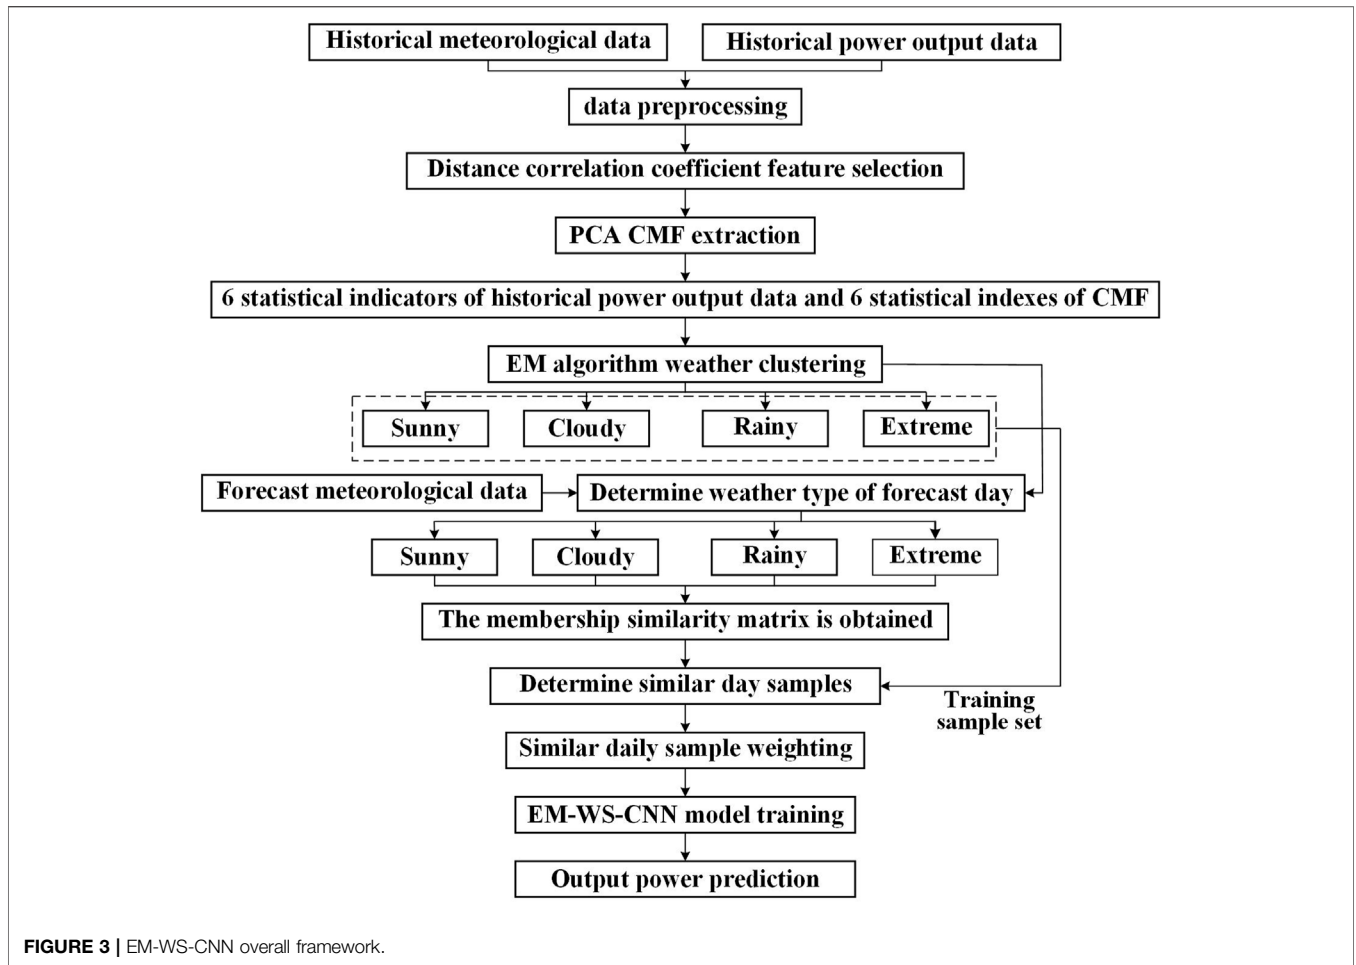 Historical meteorological data
Historical power output data
data preprocessing
Distance correlation coefficient feature selection
PCA CMF extraction
6 statistical indicators of historical power output data and 6 statistical indexes of CMF
EM algorithm weather clustering
Sunny
Cloudy
Rainy
Extreme
Forecast meteorological data
Determine weather type of forecast day
Sunny
Cloudy
Rainy
Extreme
The membership similarity matrix is obtained
Determine similar day samples
Training
sample set
Similar daily sample weighting
EM-WS-CNN model training
Output power prediction
FIGURE 3 | EM-WS-CNN overall framework.